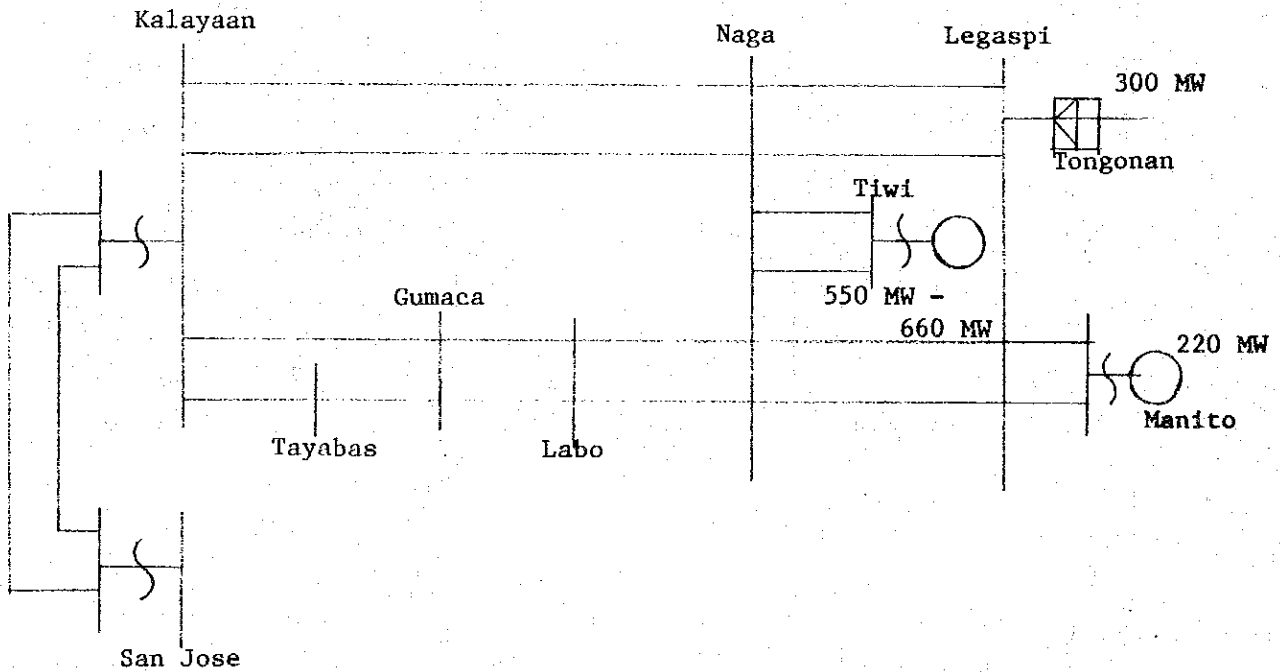 Kalayaan
Naga
Legaspi
300 MW
Tongonan
Tiwi
Gumaca
550 MW -
660 MW
220 MW
Manito
Tayabas
Labo
San Jose